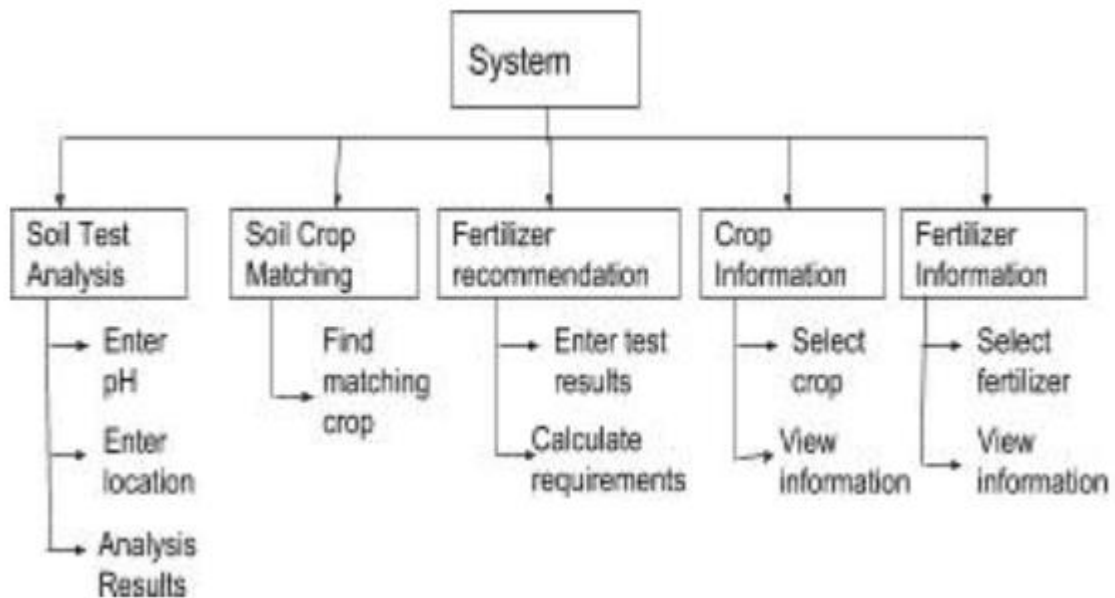 System
Soil Test
Analysis
Soil Crop
Matching
Fertilizer
recommendation
Crop
Information
Fertilizer
Information
Enter
pH
Enter
location
Analysis
Results
Find
matching
crop
Enter test
results
Calculate
requirements
Select
crop
View
information
Select
fertilizer
View
information